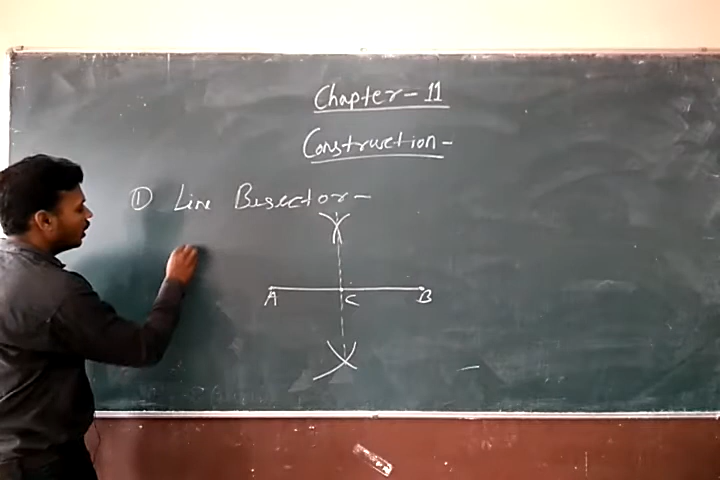 Chapter - 11
Construction -
① Line Bisector -
A C B